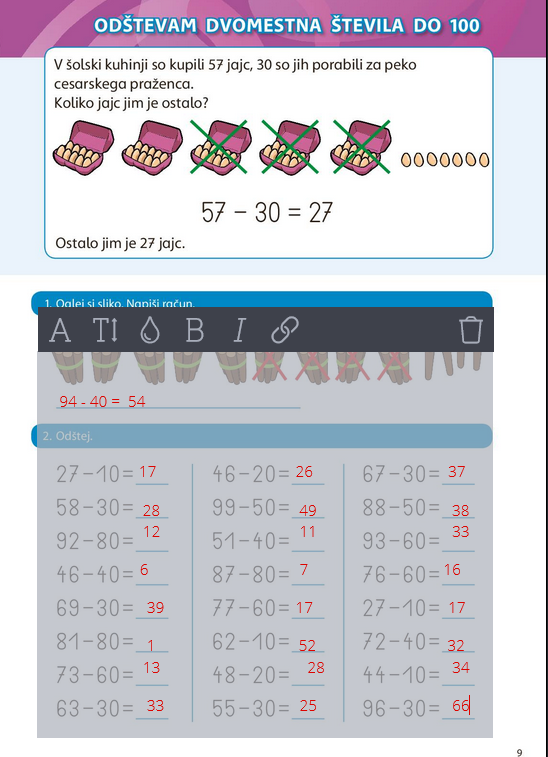 ODŠTEVAM DVOMESTNA ŠTEVILA DO 100
V šolski kuhinji so kupili 57 jajc, 30 so jih porabili za peko
cesarskega praženca.
Koliko jajc jim je ostalo?
57 – 30 = 27
Ostalo jim je 27 jajc.
1. Oglej si sliko. Napiši račun.
A T B I
94 - 40 = 54
2. Odštej.
27–10= 17 46–20= 26 67–30= 37
58–30= 28 99–50= 49 88–50= 38
92–80= 12 51–40= 11 93–60= 33
46–40= 6 87–80= 7 76–60= 16
69–30= 39 77–60= 17 27–10= 17
81–80= 1 62–10= 52 72–40= 32
73–60= 13 48–20= 28 44–10= 34
63–30= 33 55–30= 25 96–30= 66
9